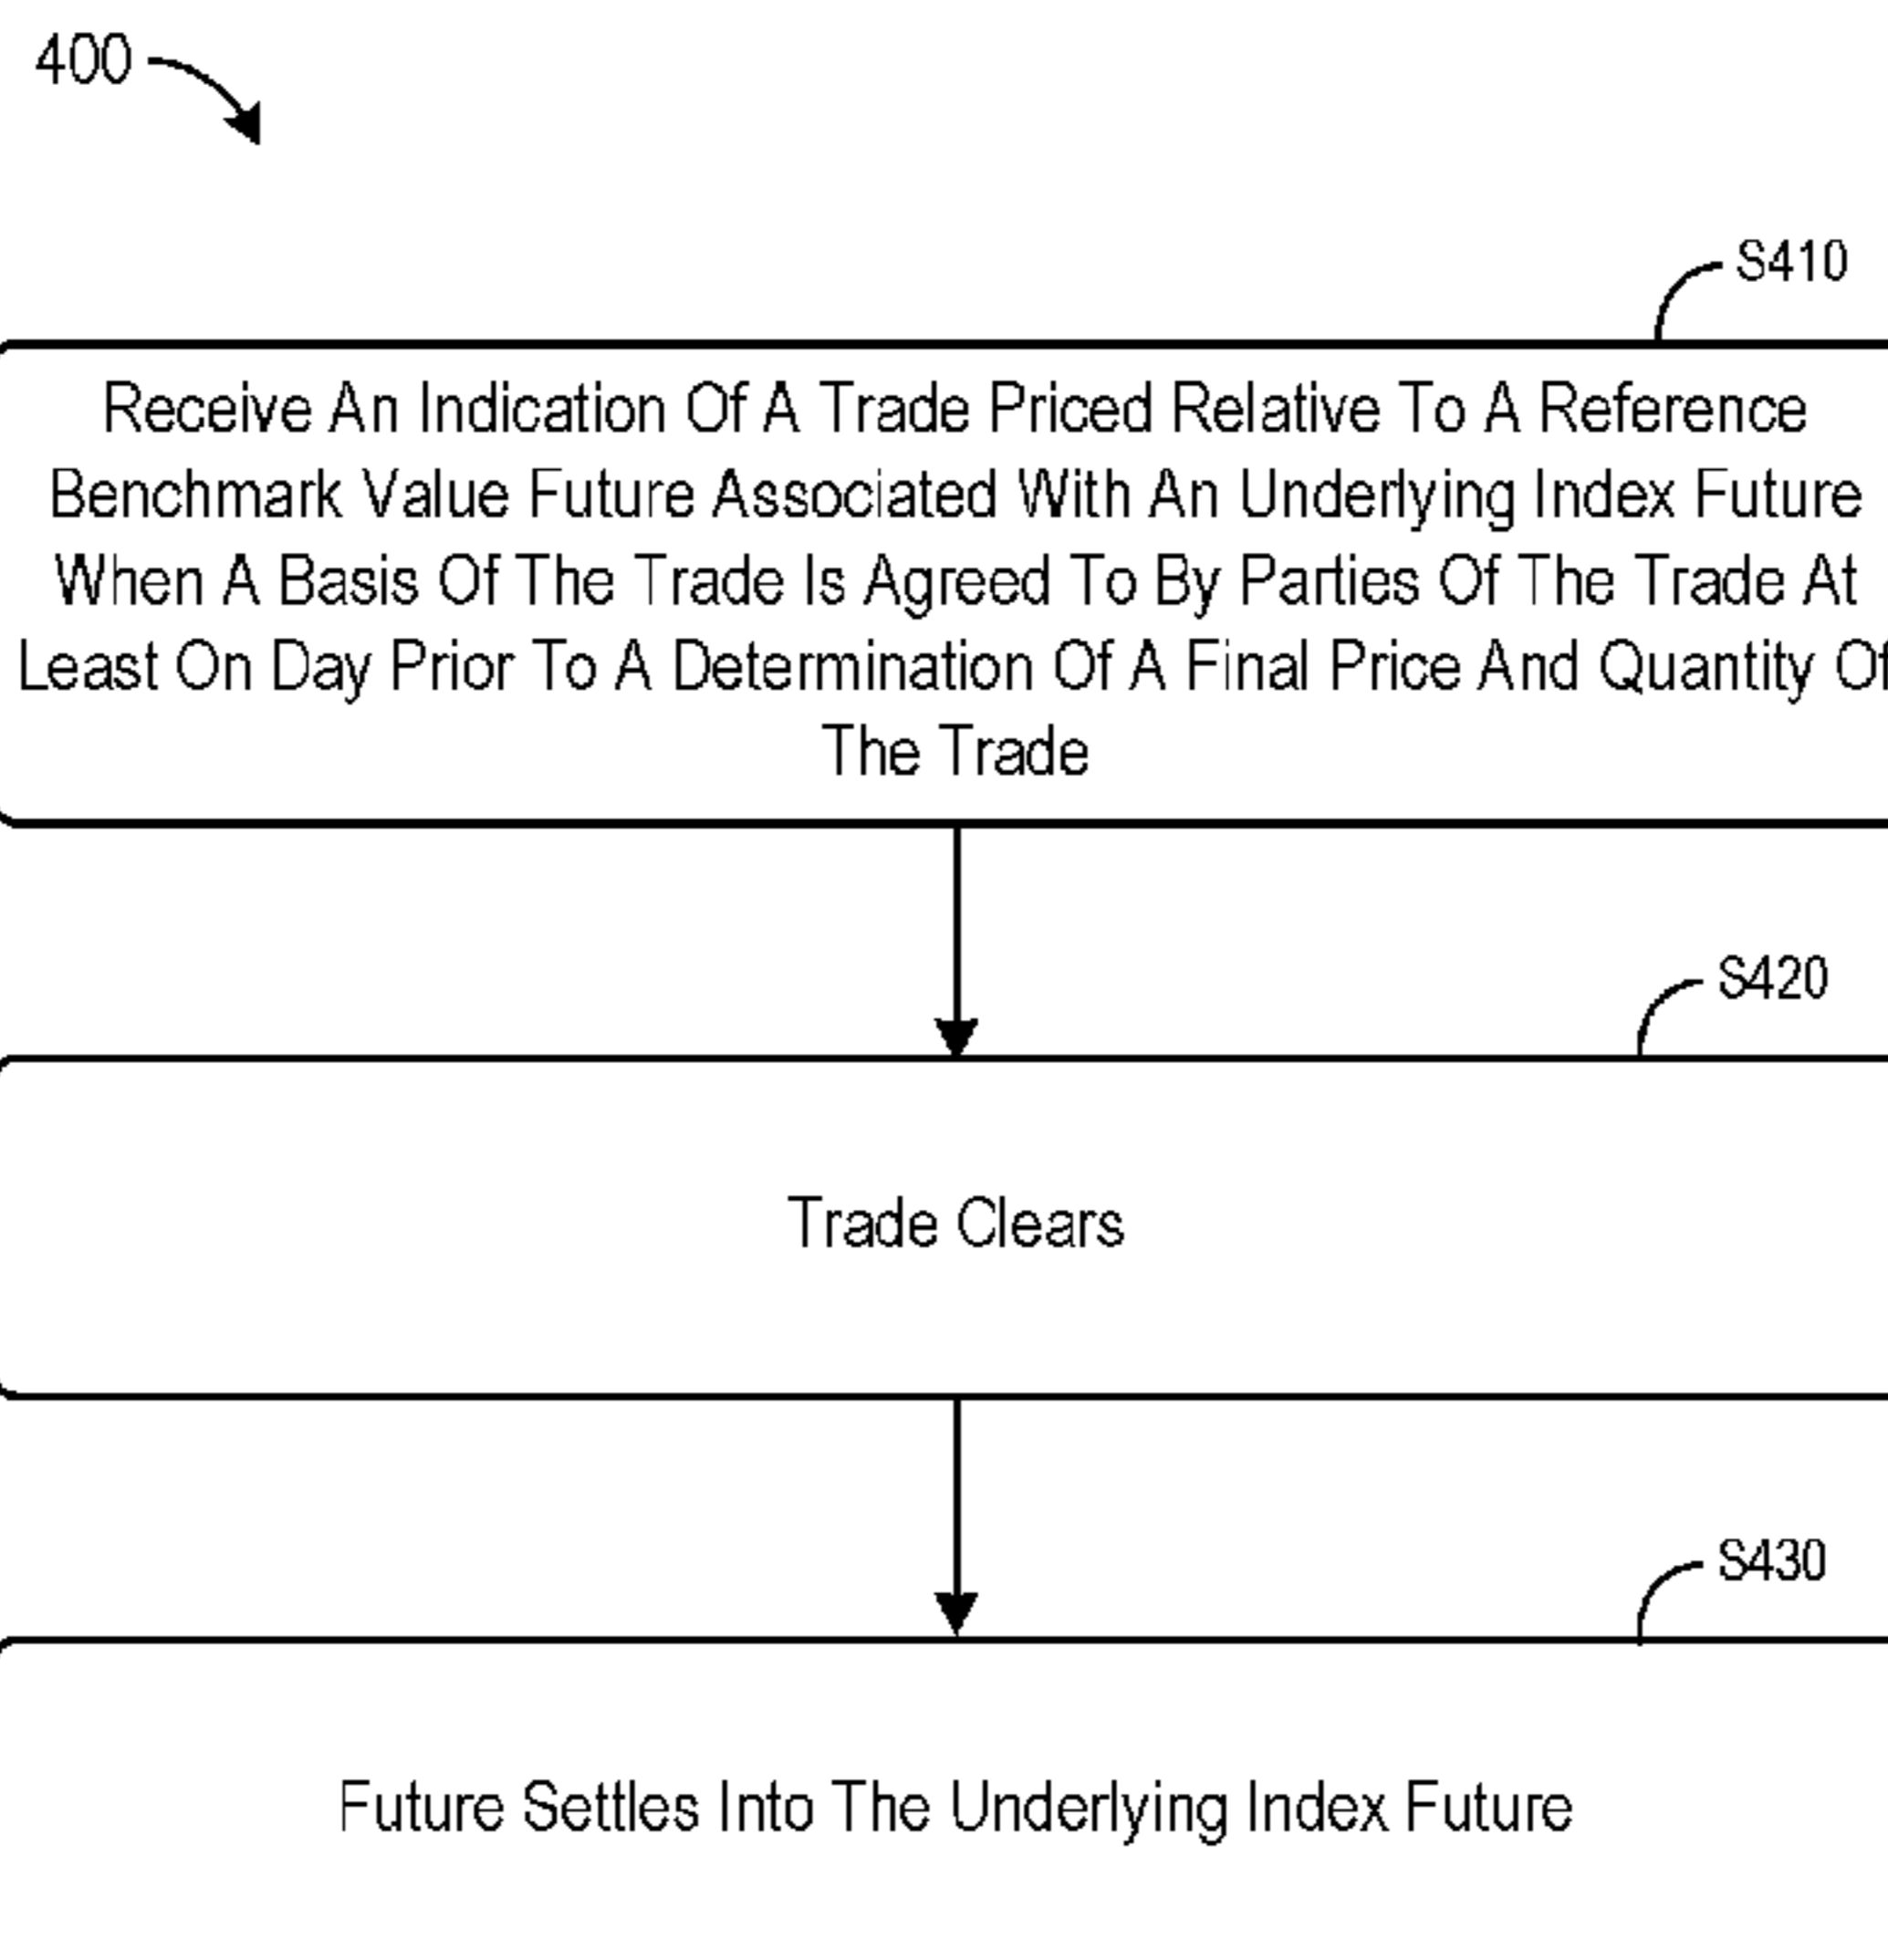 400
S410
Receive An Indication Of A Trade Priced Relative To A Reference
Benchmark Value Future Associated With An Underlying Index Future
When A Basis Of The Trade Is Agreed To By Parties Of The Trade At
Least On Day Prior To A Determination Of A Final Price And Quantity Of
The Trade
S420
Trade Clears
S430
Future Settles Into The Underlying Index Future